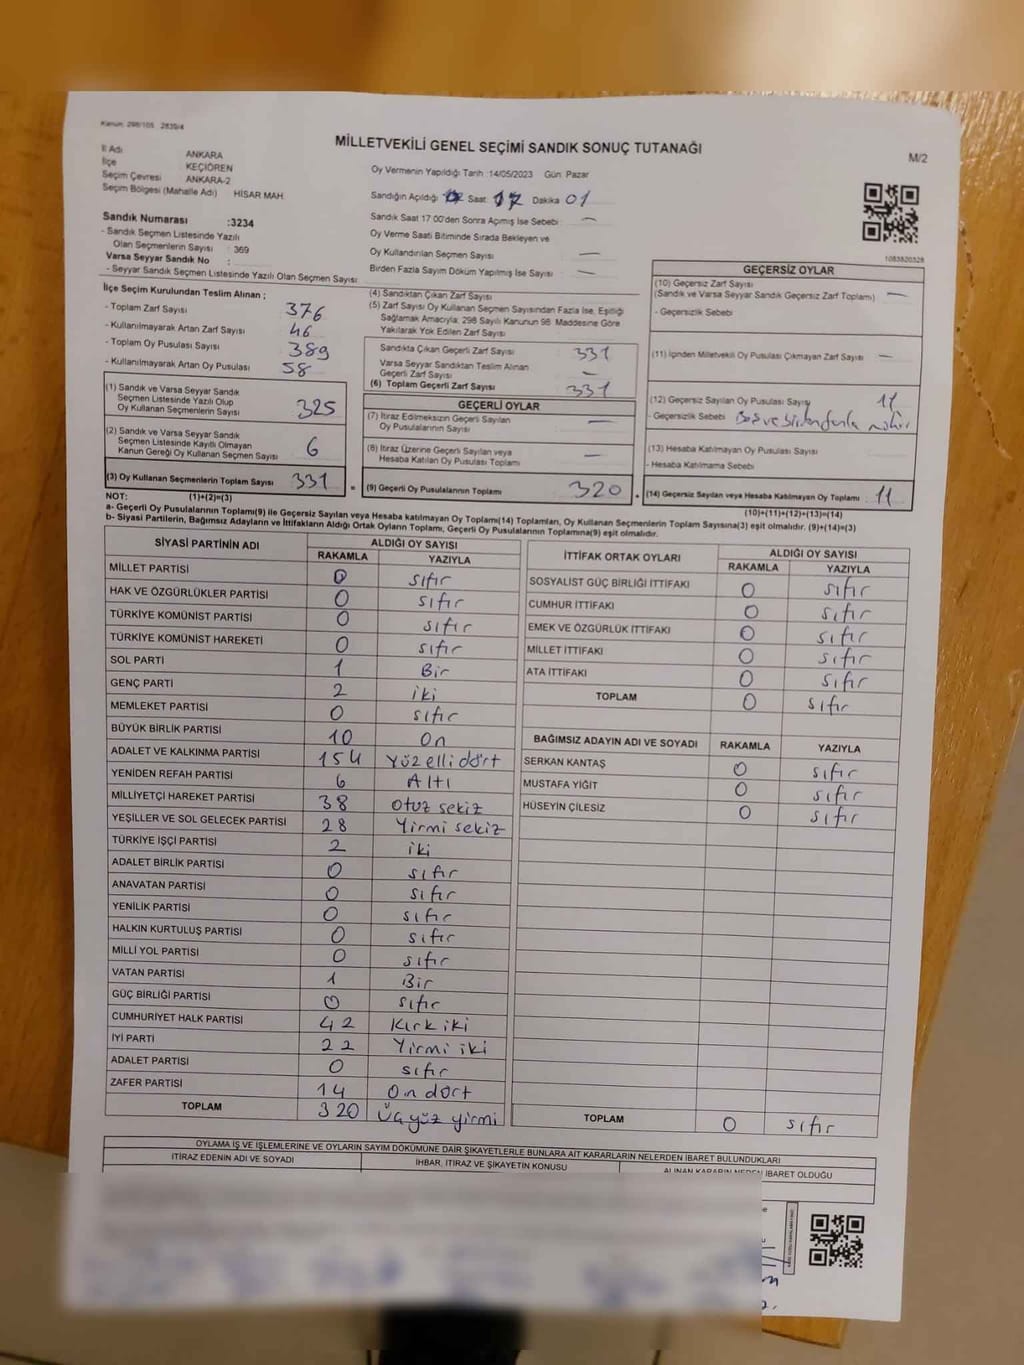 Kanun: 298/105 2839/4
MİLLETVEKİLİ GENEL SEÇİMİ SANDIK SONUÇ TUTANAĞI
M/2
İl Adı ANKARA
İlçe KEÇİÖREN
Seçim Çevresi ANKARA-2
Seçim Bölgesi (Mahalle Adı) HİSAR MAH
Sandık Numarası :3234
- Sandık Seçmen Listesinde Yazılı
Olan Seçmenlerin Sayısı : 369
Varsa Seyyar Sandık No :
- Seyyar Sandık Seçmen Listesinde Yazılı Olan Seçmen Sayısı
Oy Vermenin Yapıldığı Tarih :14/05/2023 Gün: Pazar
Sandığın Açıldığı Saat: 17 Dakika 01
Sandık Saat 17:00'den Sonra Açımış İse Sebebi : —
Oy Verme Saati Bitiminde Sırada Bekleyen ve
Oy Kullandırılan Seçmen Sayısı —
Birden Fazla Sayım Döküm Yapılmış İse Sayısı : —
1083820328
İlçe Seçim Kurulundan Teslim Alınan ;
- Toplam Zarf Sayısı 376
- Kullanılmayarak Artan Zarf Sayısı 46
- Toplam Oy Pusulası Sayısı 389
- Kullanılmayarak Artan Oy Pusulası 58
(1) Sandık ve Varsa Seyyar Sandık
Seçmen Listesinde Yazılı Olup
Oy Kullanan Seçmenlerin Sayısı 325
(2) Sandık ve Varsa Seyyar Sandık
Seçmen Listesinde Kayıtlı Olmayan
Kanun Gereği Oy Kullanan Seçmen Sayısı 6
(3) Oy Kullanan Seçmenlerin Toplam Sayısı 331
(4) Sandıktan Çıkan Zarf Sayısı
(5) Zarf Sayısı Oy Kullanan Seçmen Sayısından Fazla İse, Eşitliği
Sağlamak Amacıyla; 298 Sayılı Kanunun 98. Maddesine Göre
Yakılarak Yok Edilen Zarf Sayısı
Sandıkta Çıkan Geçerli Zarf Sayısı 331
Varsa Seyyar Sandıktan Teslim Alınan
Geçerli Zarf Sayısı —
(6) Toplam Geçerli Zarf Sayısı 331
GEÇERLİ OYLAR
(7) İtiraz Edilmeksizin Geçerli Sayılan
Oy Pusulalarının Sayısı —
(8) İtiraz Üzerine Geçerli Sayılan veya
Hesaba Katılan Oy Pusulası Toplamı —
(9) Geçerli Oy Pusulalarının Toplamı 320
GEÇERSİZ OYLAR
(10) Geçersiz Zarf Sayısı
(Sandık ve Varsa Seyyar Sandık Geçersiz Zarf Toplamı) —
- Geçersizlik Sebebi
(11) İçinden Milletvekili Oy Pusulası Çıkmayan Zarf Sayısı —
(12) Geçersiz Sayılan Oy Pusulası Sayısı 11
- Geçersizlik Sebebi Boş ve birden fazla mühür
(13) Hesaba Katılmayan Oy Pusulası Sayısı
- Hesaba Katılmama Sebebi
(14) Geçersiz Sayılan veya Hesaba Katılmayan Oy Toplamı 11
NOT: (1)+(2)=(3)
(10)+(11)+(12)+(13)=(14)
a- Geçerli Oy Pusulalarının Toplamı(9) ile Geçersiz Sayılan veya Hesaba katılmayan Oy Toplamı(14) Toplamları, Oy Kullanan Seçmenlerin Toplam Sayısına(3) eşit olmalıdır. (9)+(14)=(3)
b- Siyasi Partilerin, Bağımsız Adayların ve İttifakların Aldığı Ortak Oyların Toplamı, Geçerli Oy Pusulalarının Toplamına(9) eşit olmalıdır.
SİYASİ PARTİNİN ADI ALDIĞI OY SAYISI
RAKAMLA YAZIYLA
MİLLET PARTİSİ 0 sıfır
HAK VE ÖZGÜRLÜKLER PARTİSİ 0 sıfır
TÜRKİYE KOMÜNİST PARTİSİ 0 sıfır
TÜRKİYE KOMÜNİST HAREKETİ 0 sıfır
SOL PARTİ 1 Bir
GENÇ PARTİ 2 iki
MEMLEKET PARTİSİ 0 sıfır
BÜYÜK BİRLİK PARTİSİ 10 On
ADALET VE KALKINMA PARTİSİ 154 Yüz elli dört
YENİDEN REFAH PARTİSİ 6 Altı
MİLLİYETÇİ HAREKET PARTİSİ 38 otuz sekiz
YEŞİLLER VE SOL GELECEK PARTİSİ 28 Yirmi sekiz
TÜRKİYE İŞÇİ PARTİSİ 2 iki
ADALET BİRLİK PARTİSİ 0 sıfır
ANAVATAN PARTİSİ 0 sıfır
YENİLİK PARTİSİ 0 sıfır
HALKIN KURTULUŞ PARTİSİ 0 sıfır
MİLLİ YOL PARTİSİ 0 sıfır
VATAN PARTİSİ 1 Bir
GÜÇ BİRLİĞİ PARTİSİ 0 sıfır
CUMHURİYET HALK PARTİSİ 42 Kırk iki
İYİ PARTİ 22 Yirmi iki
ADALET PARTİSİ 0 sıfır
ZAFER PARTİSİ 14 On dört
TOPLAM 320 Üçyüz yirmi
İTTİFAK ORTAK OYLARI ALDIĞI OY SAYISI
RAKAMLA YAZIYLA
SOSYALİST GÜÇ BİRLİĞİ İTTİFAKI 0 sıfır
CUMHUR İTTİFAKI 0 sıfır
EMEK VE ÖZGÜRLÜK İTTİFAKI 0 sıfır
MİLLET İTTİFAKI 0 sıfır
ATA İTTİFAKI 0 sıfır
TOPLAM 0 sıfır
BAĞIMSIZ ADAYIN ADI VE SOYADI RAKAMLA YAZIYLA
SERKAN KANTAŞ 0 sıfır
MUSTAFA YİĞİT 0 sıfır
HÜSEYİN ÇİLESİZ 0 sıfır
TOPLAM 0 sıfır
OYLAMA İŞ VE İŞLEMLERİNE VE OYLARIN SAYIM DÖKÜMÜNE DAİR ŞİKAYETLERLE BUNLARA AİT KARARLARIN NELERDEN İBARET BULUNDUKLARI
İTİRAZ EDENİN ADI VE SOYADI İHBAR, İTİRAZ VE ŞİKAYETİN KONUSU ALINAN KARARIN NEDEN İBARET OLDUĞU